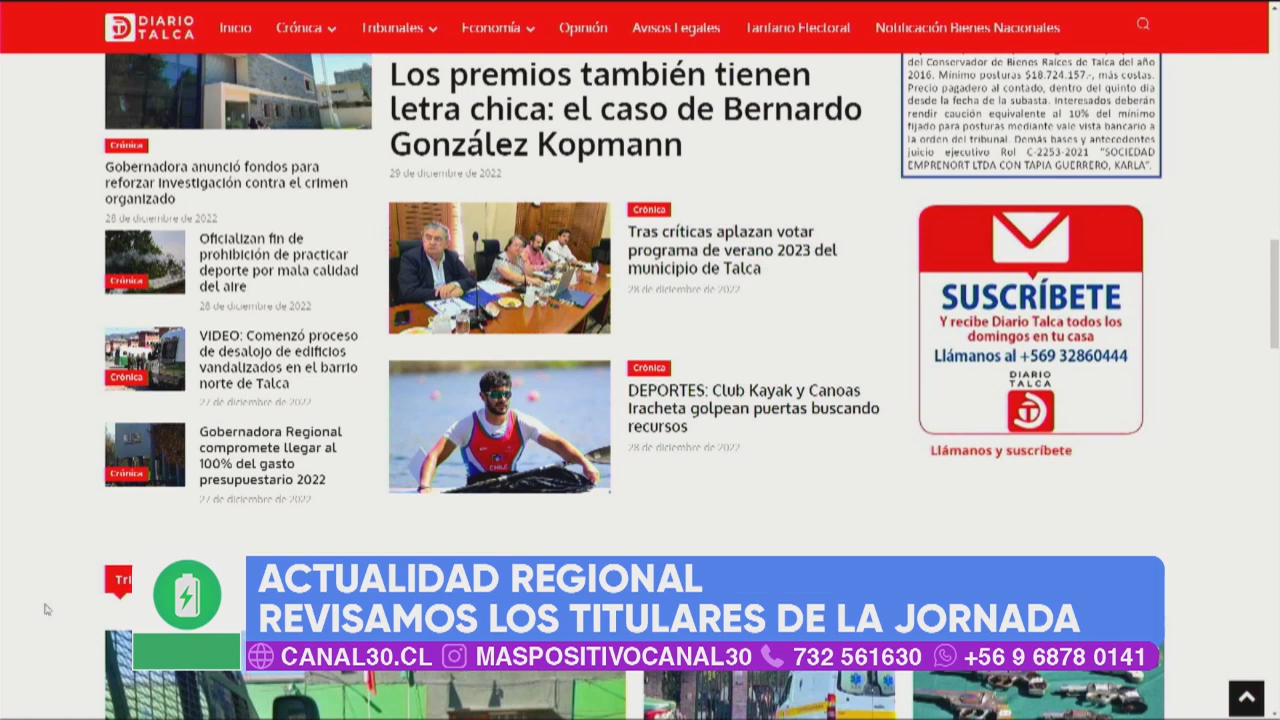 DIARIO
TALCA
Inicio
Crónica
Tribunales
Economía
Opinión
Avisos Legales
Tarifario Electoral
Notificación Bienes Nacionales
Crónica
Gobernadora anunció fondos para
reforzar investigación contra el crimen
organizado
28 de diciembre de 2022
Crónica
Oficializan fin de
prohibición de practicar
deporte por mala calidad
del aire
28 de diciembre de 2022
Crónica
VIDEO: Comenzó proceso
de desalojo de edificios
vandalizados en el barrio
norte de Talca
27 de diciembre de 2022
Crónica
Gobernadora Regional
compromete llegar al
100% del gasto
presupuestario 2022
27 de diciembre de 2022
Los premios también tienen
letra chica: el caso de Bernardo
González Kopmann
29 de diciembre de 2022
Crónica
Tras críticas aplazan votar
programa de verano 2023 del
municipio de Talca
28 de diciembre de 2022
Crónica
DEPORTES: Club Kayak y Canoas
Iracheta golpean puertas buscando
recursos
28 de diciembre de 2022
CHILE
del Conservador de Bienes Raíces de Talca del año
2016. Mínimo posturas $18.724.157.-, más costas.
Precio pagadero al contado, dentro del quinto día
desde la fecha de la subasta. Interesados deberán
rendir caución equivalente al 10% del mínimo
fijado para posturas mediante vale vista bancario a
la orden del tribunal. Demás bases y antecedentes
juicio ejecutivo Rol C-2253-2021 "SOCIEDAD
EMPRENORT LTDA CON TAPIA GUERRERO, KARLA".
SUSCRÍBETE
Y recibe Diario Talca todos los
domingos en tu casa
Llámanos al +569 32860444
DIARIO
TALCA
Llámanos y suscríbete
Tri
ACTUALIDAD REGIONAL
REVISAMOS LOS TITULARES DE LA JORNADA
CANAL30.CL
MASPOSITIVOCANAL30
732 561630
+56 9 6878 0141